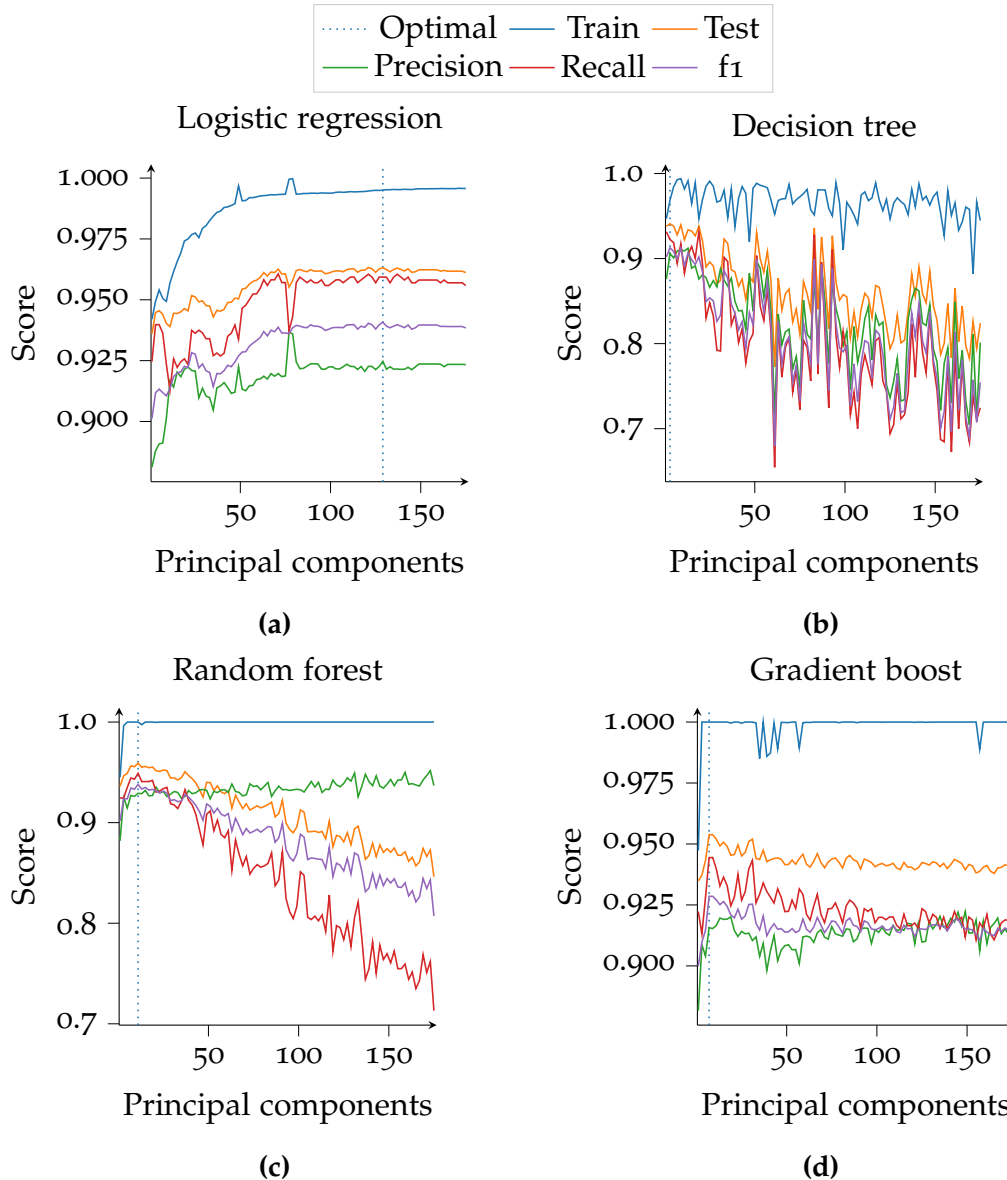 Optimal Train Test
Precision Recall f1
Logistic regression
Decision tree
1.000
0.975
0.950
0.925
0.900
Score
50 100 150
Principal components
(a)
1.0
0.9
0.8
0.7
Score
50 100 150
Principal components
(b)
Random forest
Gradient boost
1.0
0.9
0.8
0.7
Score
50 100 150
Principal components
(c)
1.000
0.975
0.950
0.925
0.900
Score
50 100 150
Principal components
(d)